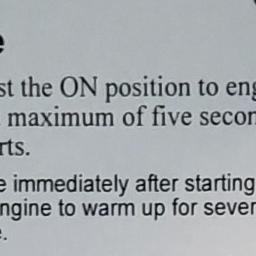 e
st the ON position to eng
maximum of five secon
rts.
e immediately after starting
ngine to warm up for sever
e.